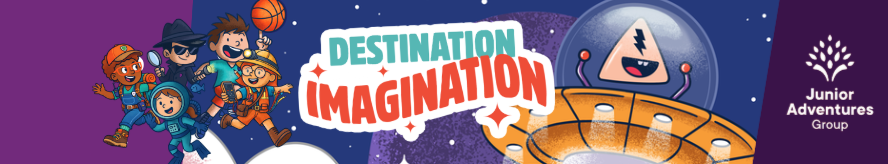 DESTINATION
IMAGINATION
Junior
Adventures
Group